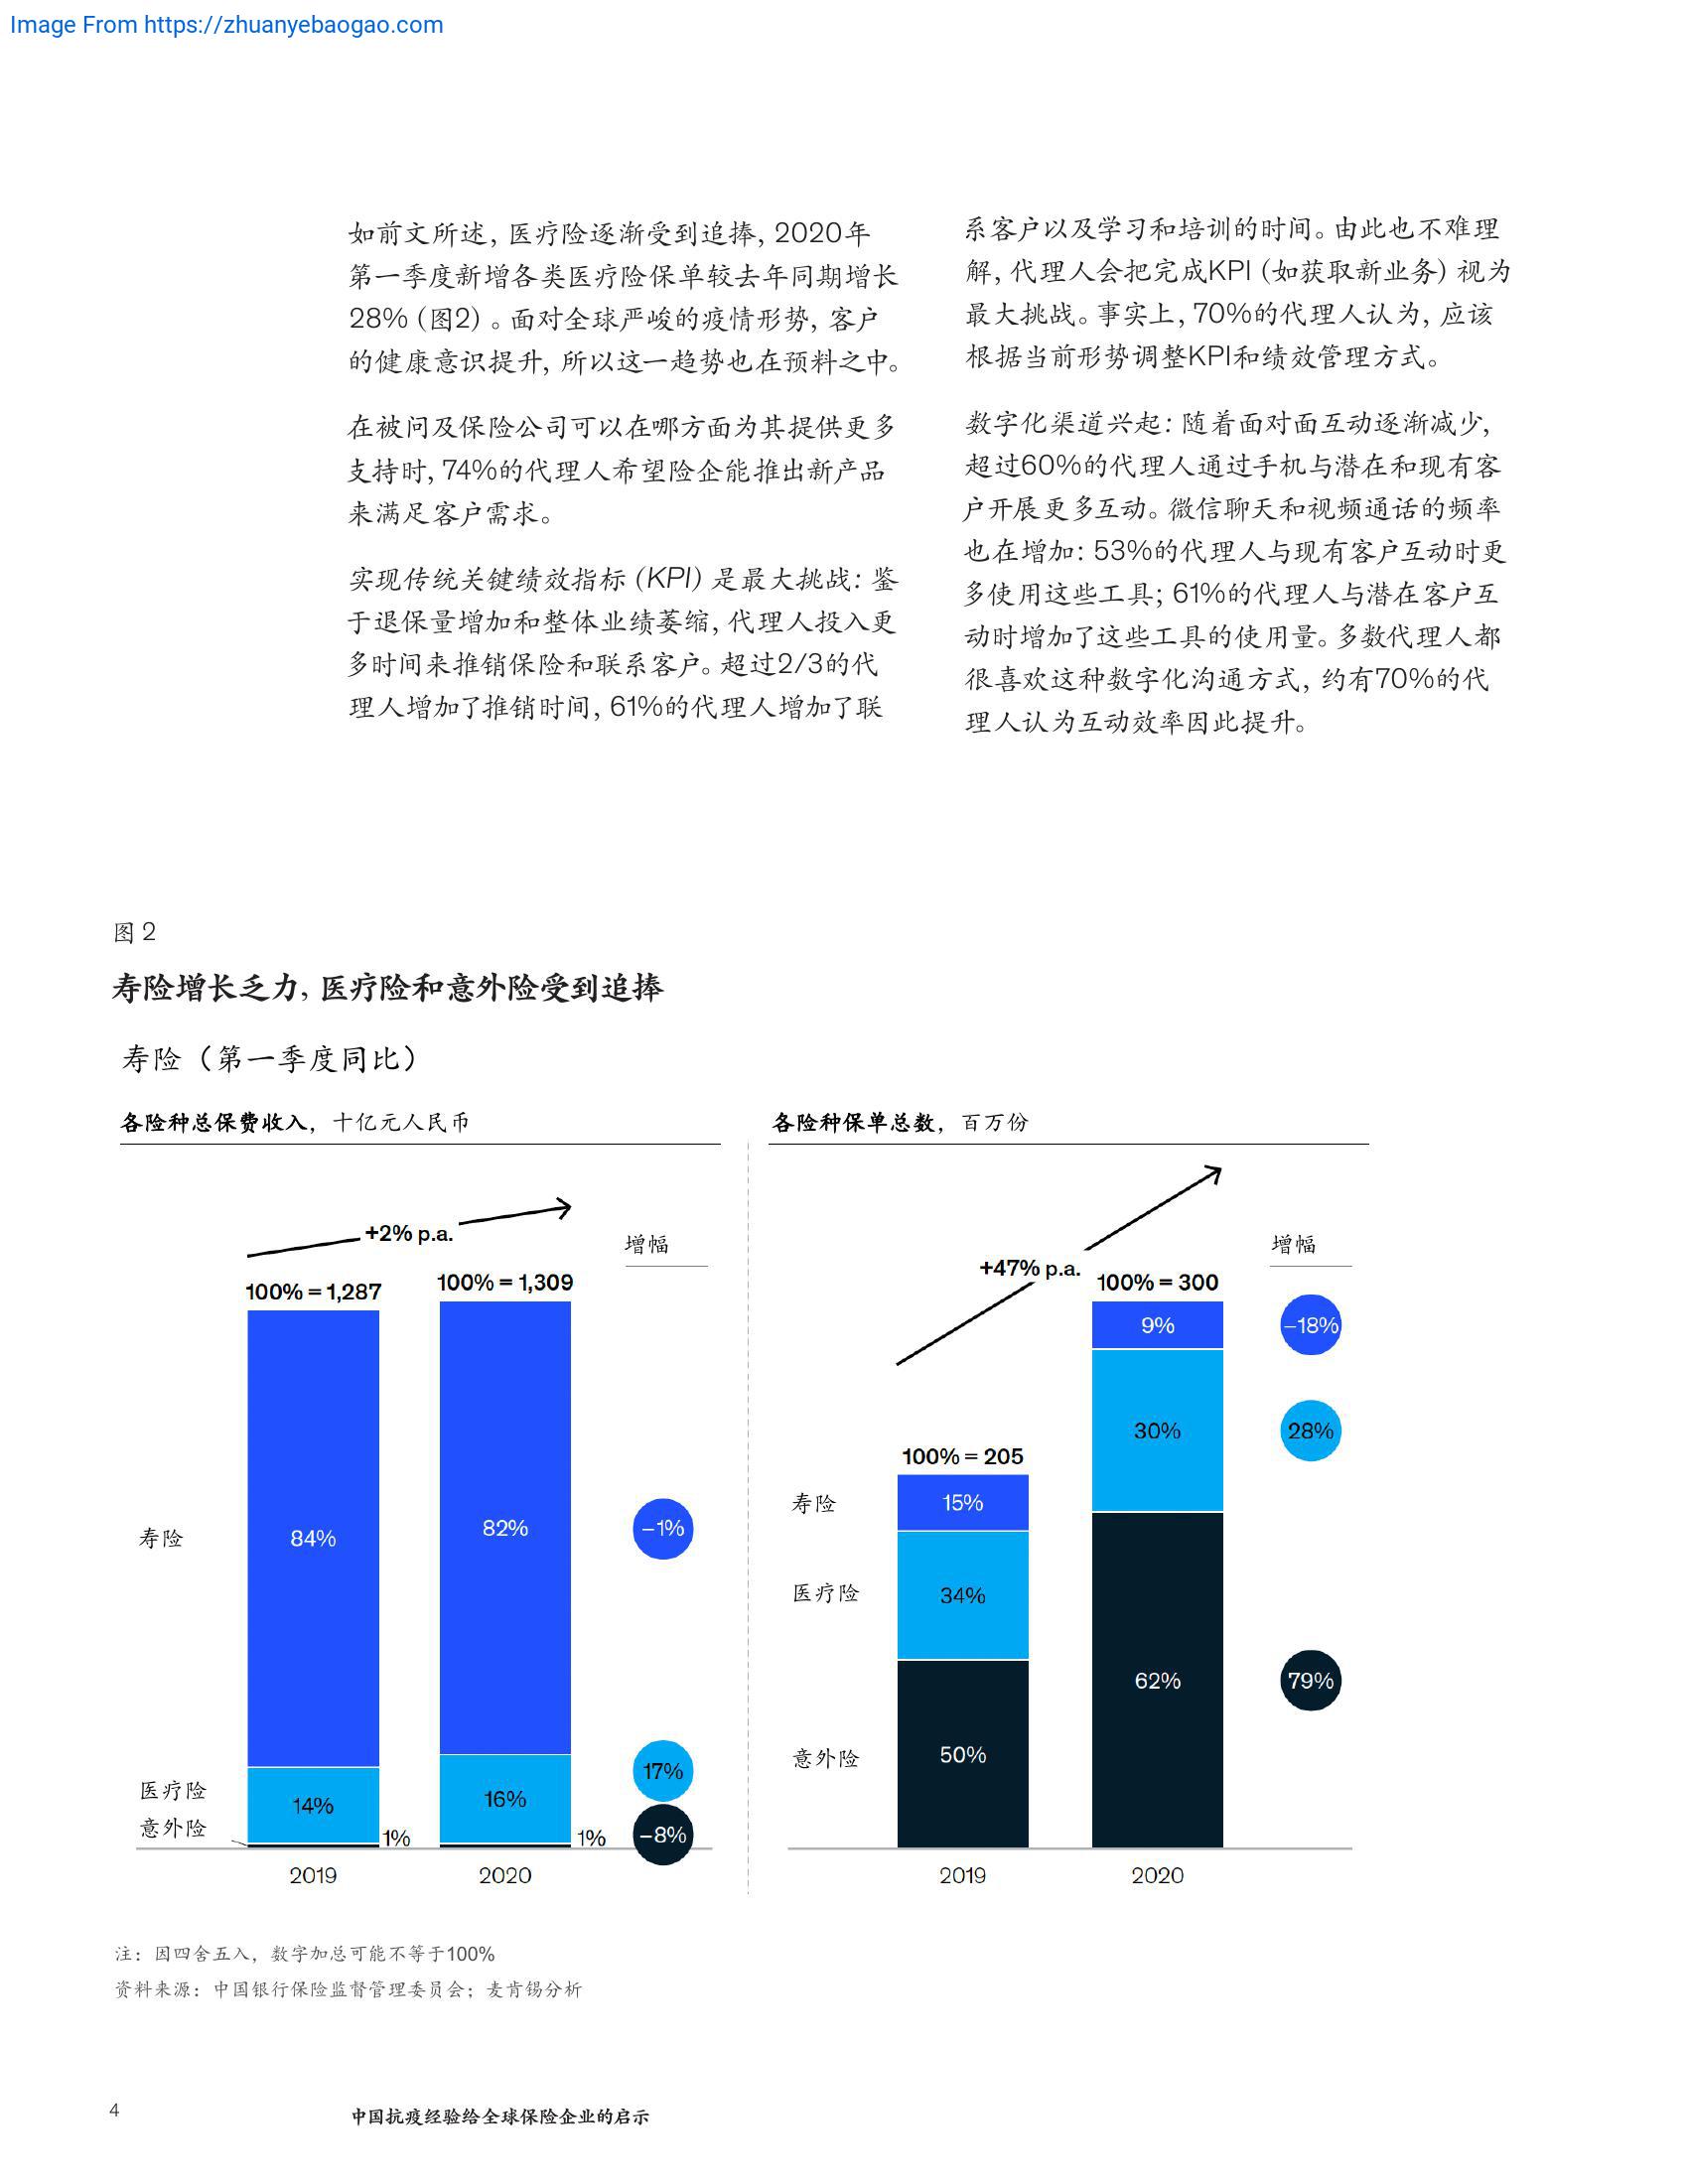 Image From https://zhuanyebaogao.com
如前文所述, 医疗险逐渐受到追捧, 2020年
第一季度新增各类医疗险保单较去年同期增长
28% (图2) 。面对全球严峻的疫情形势, 客户
的健康意识提升, 所以这一趋势也在预料之中。
在被问及保险公司可以在哪方面为其提供更多
支持时, 74%的代理人希望险企能推出新产品
来满足客户需求。
实现传统关键绩效指标 (KPI) 是最大挑战: 鉴
于退保量增加和整体业绩萎缩, 代理人投入更
多时间来推销保险和联系客户。超过2/3的代
理人增加了推销时间, 61%的代理人增加了联
系客户以及学习和培训的时间。由此也不难理
解, 代理人会把完成KPI (如获取新业务) 视为
最大挑战。事实上, 70%的代理人认为, 应该
根据当前形势调整KPI和绩效管理方式。
数字化渠道兴起: 随着面对面互动逐渐减少,
超过60%的代理人通过手机与潜在和现有客
户开展更多互动。微信聊天和视频通话的频率
也在增加: 53%的代理人与现有客户互动时更
多使用这些工具; 61%的代理人与潜在客户互
动时增加了这些工具的使用量。多数代理人都
很喜欢这种数字化沟通方式, 约有70%的代
理人认为互动效率因此提升。
图 2
寿险增长乏力, 医疗险和意外险受到追捧
寿险（第一季度同比）
各险种总保费收入，十亿元人民币
+2% p.a.
增幅
100% = 1,287
100% = 1,309
寿险
84%
82%
–1%
医疗险
14%
16%
17%
意外险
1%
1%
–8%
2019
2020
各险种保单总数，百万份
+47% p.a.
增幅
100% = 205
100% = 300
寿险
15%
9%
–18%
医疗险
34%
30%
28%
意外险
50%
62%
79%
2019
2020
注：因四舍五入，数字加总可能不等于100%
资料来源：中国银行保险监督管理委员会；麦肯锡分析
4
中国抗疫经验给全球保险企业的启示